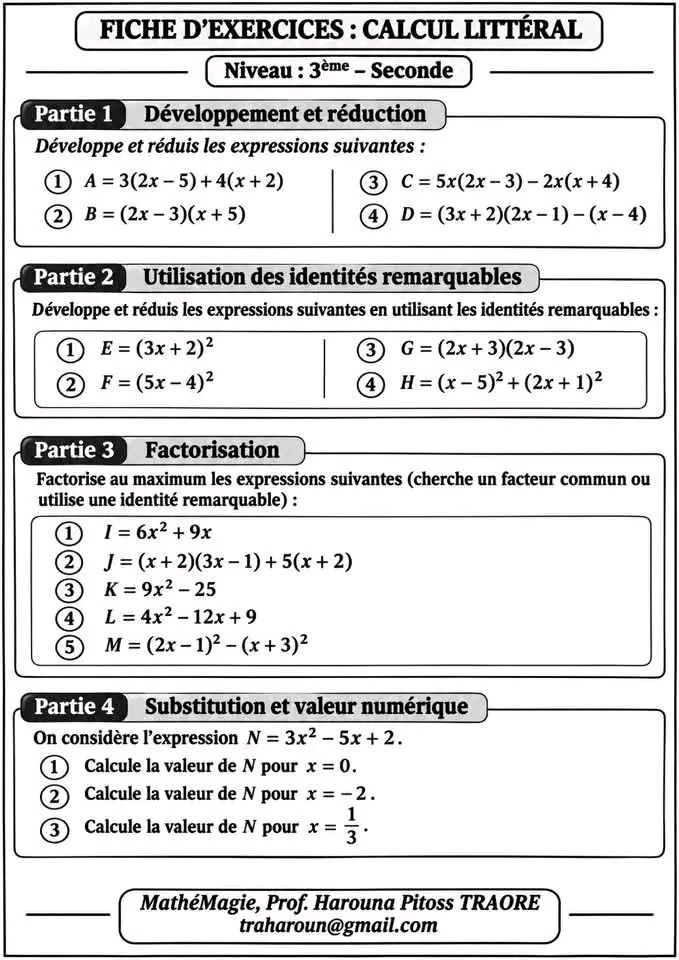 FICHE D'EXERCICES : CALCUL LITTÉRAL
Niveau : 3ème – Seconde
Partie 1 Développement et réduction
Développe et réduis les expressions suivantes :
1 A = 3(2x − 5) + 4(x + 2)
2 B = (2x − 3)(x + 5)
3 C = 5x(2x − 3) − 2x(x + 4)
4 D = (3x + 2)(2x − 1) − (x − 4)
Partie 2 Utilisation des identités remarquables
Développe et réduis les expressions suivantes en utilisant les identités remarquables :
1 E = (3x + 2)²
2 F = (5x − 4)²
3 G = (2x + 3)(2x − 3)
4 H = (x − 5)² + (2x + 1)²
Partie 3 Factorisation
Factorise au maximum les expressions suivantes (cherche un facteur commun ou
utilise une identité remarquable) :
1 I = 6x² + 9x
2 J = (x + 2)(3x − 1) + 5(x + 2)
3 K = 9x² − 25
4 L = 4x² − 12x + 9
5 M = (2x − 1)² − (x + 3)²
Partie 4 Substitution et valeur numérique
On considère l'expression N = 3x² − 5x + 2.
1 Calcule la valeur de N pour x = 0.
2 Calcule la valeur de N pour x = −2.
3 Calcule la valeur de N pour x = 1/3.
MathéMagie, Prof. Harouna Pitoss TRAORE
traharoun@gmail.com